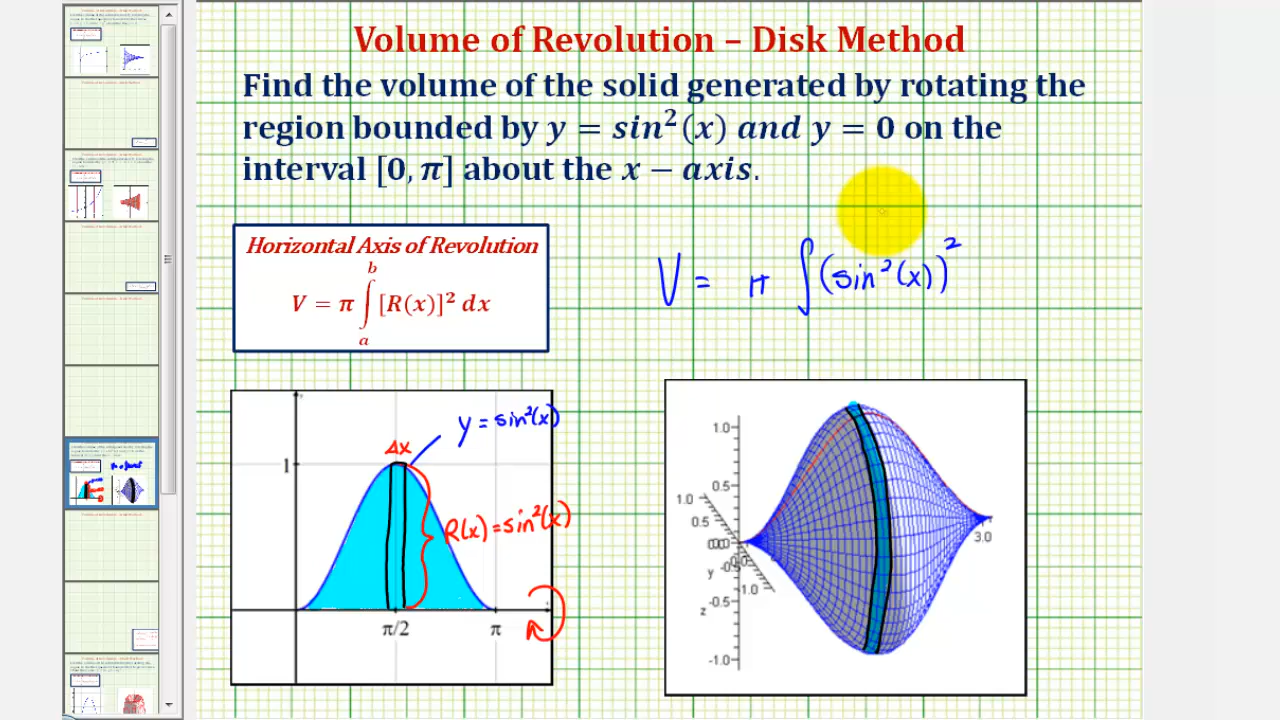 Volume of Revolution – Disk Method
Find the volume of the solid generated by rotating the
region bounded by y = sin²(x) and y = 0 on the
interval [0, π] about the x − axis.
Horizontal Axis of Revolution
V = π ∫ₐᵇ [R(x)]² dx
V = π ∫(sin²(x))²
y = sin²(x)
Δx
1
R(x) = sin²(x)
π/2
π
1.0
0.5
1.0
0.5
0.0
0.0
3.0
y
-0.5
-0.5
1.0
z
-1.0